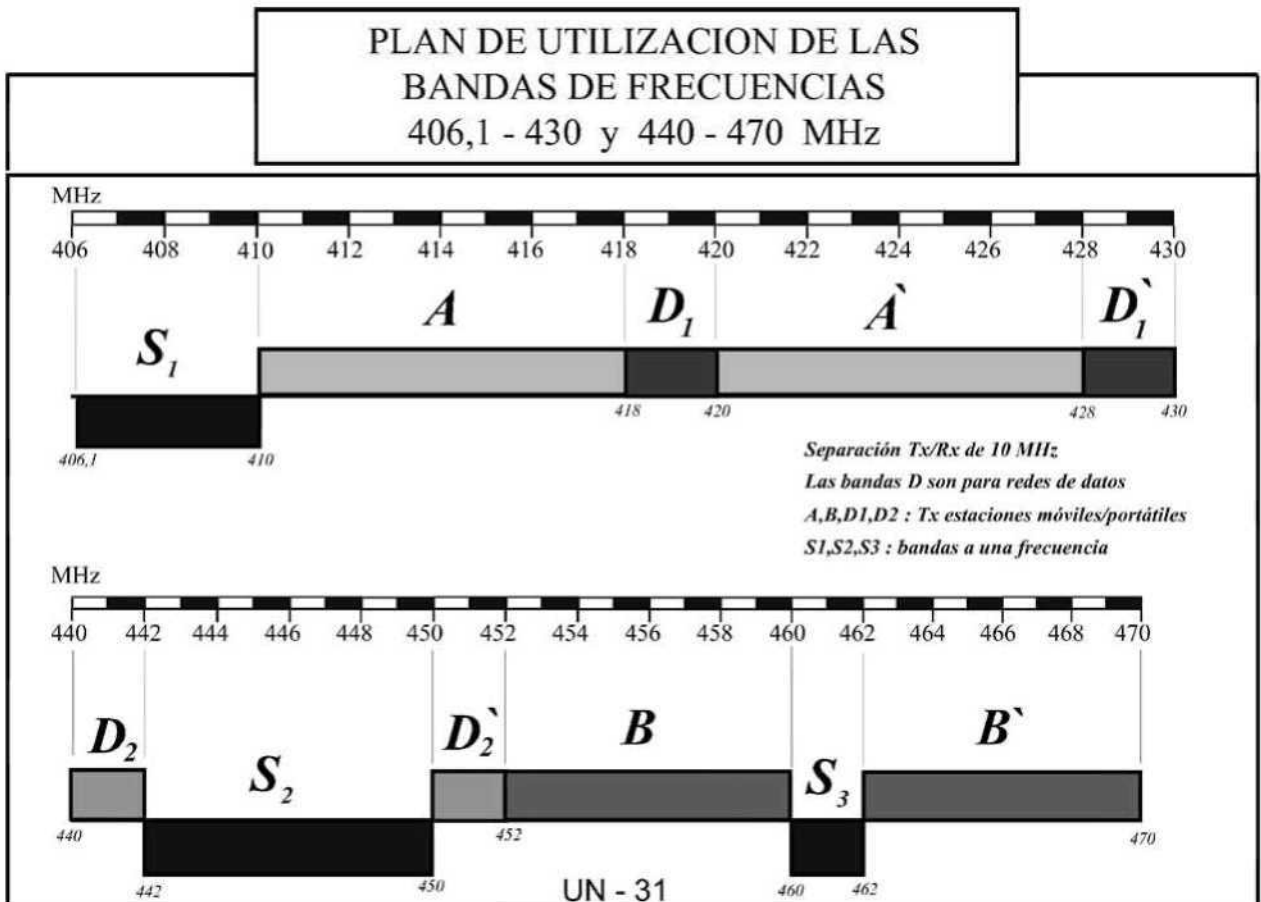 PLAN DE UTILIZACION DE LAS
BANDAS DE FRECUENCIAS
406,1 - 430 y 440 - 470 MHz
MHz
406 408 410 412 414 416 418 420 422 424 426 428 430
S1 A D1 A` D1`
406,1 410 418 420 428 430
Separación Tx/Rx de 10 MHz
Las bandas D son para redes de datos
A,B,D1,D2 : Tx estaciones móviles/portátiles
S1,S2,S3 : bandas a una frecuencia
MHz
440 442 444 446 448 450 452 454 456 458 460 462 464 466 468 470
D2 S2 D2` B S3 B`
440 442 450 452 460 462 470
UN - 31